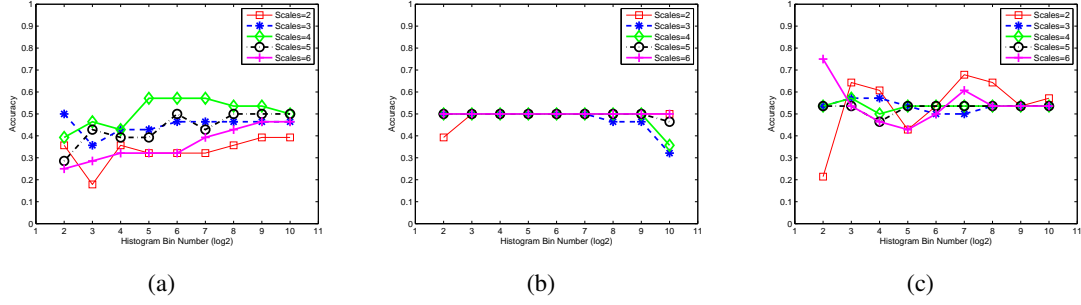 1
0.9
0.8
0.7
0.6
0.5
0.4
0.3
0.2
0.1
0
1 2 3 4 5 6 7 8 9 10 11
Accuracy
Histogram Bin Number (log2)
Scales=2
Scales=3
Scales=4
Scales=5
Scales=6
(a)
1
0.9
0.8
0.7
0.6
0.5
0.4
0.3
0.2
0.1
0
1 2 3 4 5 6 7 8 9 10 11
Accuracy
Histogram Bin Number (log2)
Scales=2
Scales=3
Scales=4
Scales=5
Scales=6
(b)
1
0.9
0.8
0.7
0.6
0.5
0.4
0.3
0.2
0.1
0
1 2 3 4 5 6 7 8 9 10 11
Accuracy
Histogram Bin Number (log2)
Scales=2
Scales=3
Scales=4
Scales=5
Scales=6
(c)